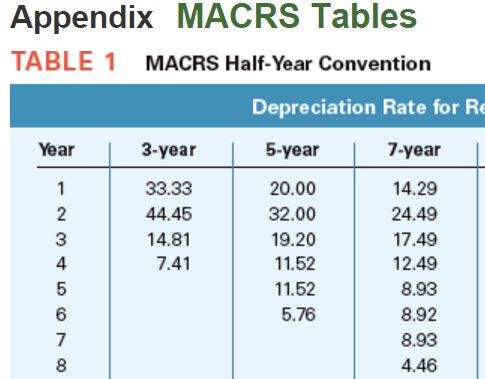 Appendix MACRS Tables
TABLE 1 MACRS Half-Year Convention
Depreciation Rate for Re
Year 3-year 5-year 7-year
1 33.33 20.00 14.29
2 44.45 32.00 24.49
3 14.81 19.20 17.49
4 7.41 11.52 12.49
5 11.52 8.93
6 5.76 8.92
7 8.93
8 4.46